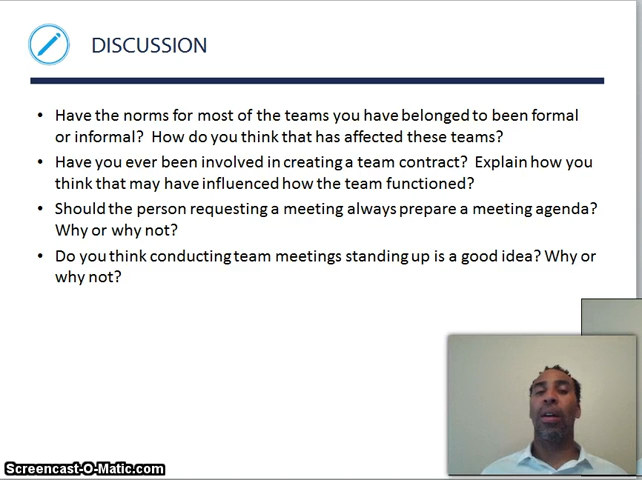 DISCUSSION
• Have the norms for most of the teams you have belonged to been formal
or informal? How do you think that has affected these teams?
• Have you ever been involved in creating a team contract? Explain how you
think that may have influenced how the team functioned?
• Should the person requesting a meeting always prepare a meeting agenda?
Why or why not?
• Do you think conducting team meetings standing up is a good idea? Why or
why not?
Screencast-O-Matic.com